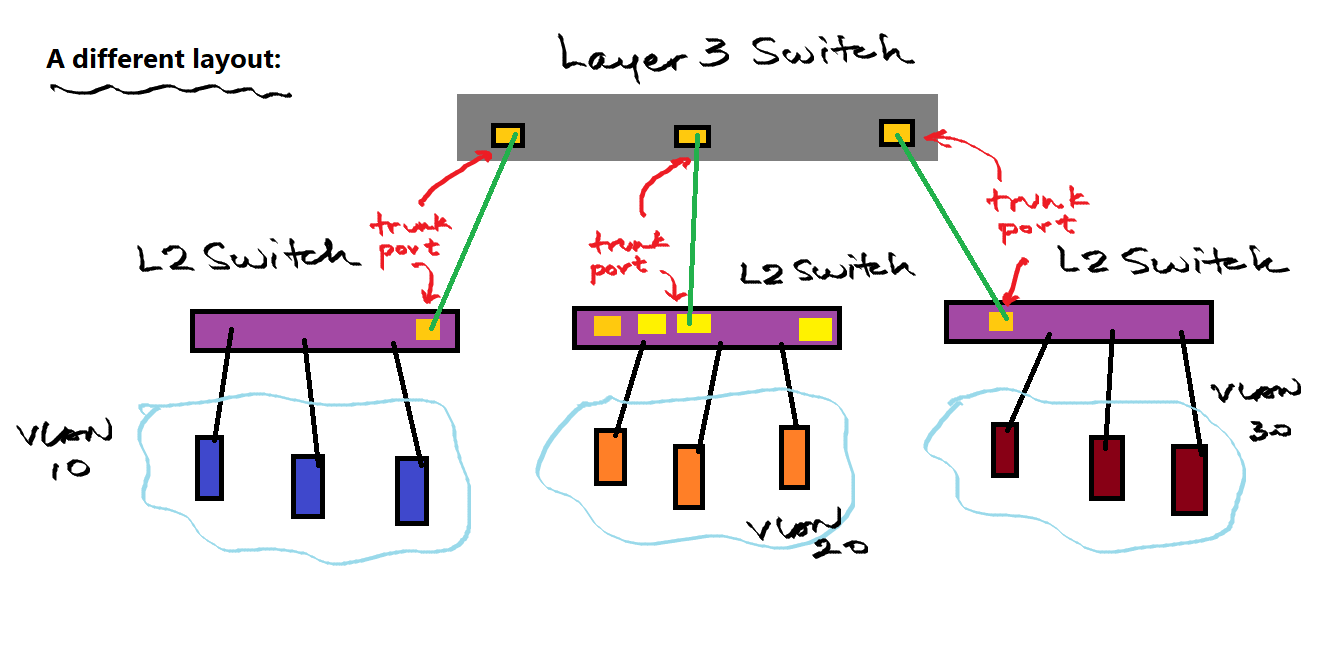 A different layout:
Layer 3 Switch
trunk
port
trunk
port
trunk
port
L2 Switch
L2 Switch
L2 Switch
VLAN
10
VLAN
20
VLAN
30